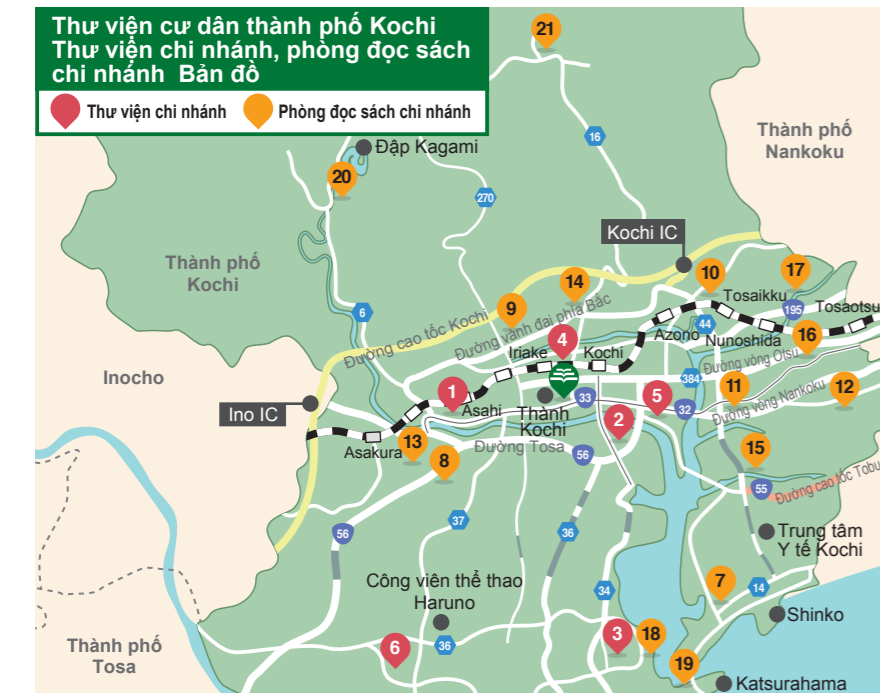 Thư viện cư dân thành phố Kochi
Thư viện chi nhánh, phòng đọc sách
chi nhánh Bản đồ
Thư viện chi nhánh
Phòng đọc sách chi nhánh
21
16
Thành phố
Nankoku
Đập Kagami
20
270
Kochi IC
Thành phố
Kochi
14
10
17
Tosaikku
9
6
195
Tosaotsu
Đường cao tốc Kochi
Đường vành đai phía Bắc
44
16
4
Azono
Nunoshida
Iriake
Kochi
Đường vòng Otsu
Inocho
384
1
33
5
11
12
Ino IC
Asahi
Thành
Kochi
2
32
Đường vòng Nankoku
13
Asakura
8
Đường Tosa
56
15
55
Đường cao tốc Tobu
37
56
36
Trung tâm
Y tế Kochi
Công viên thể thao
Haruno
34
7
14
Shinko
6
36
3
18
Thành phố
Tosa
19
Katsurahama